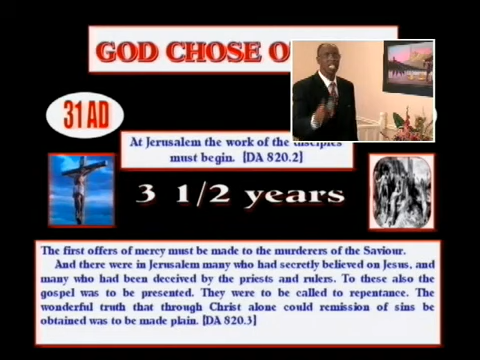 GOD CHOSE O
31 AD
At Jerusalem the work of the disciples
must begin. [DA 820.2]
3 1/2 years
The first offers of mercy must be made to the murderers of the Saviour.
And there were in Jerusalem many who had secretly believed on Jesus, and
many who had been deceived by the priests and rulers. To these also the
gospel was to be presented. They were to be called to repentance. The
wonderful truth that through Christ alone could remission of sins be
obtained was to be made plain. [DA 820.3]